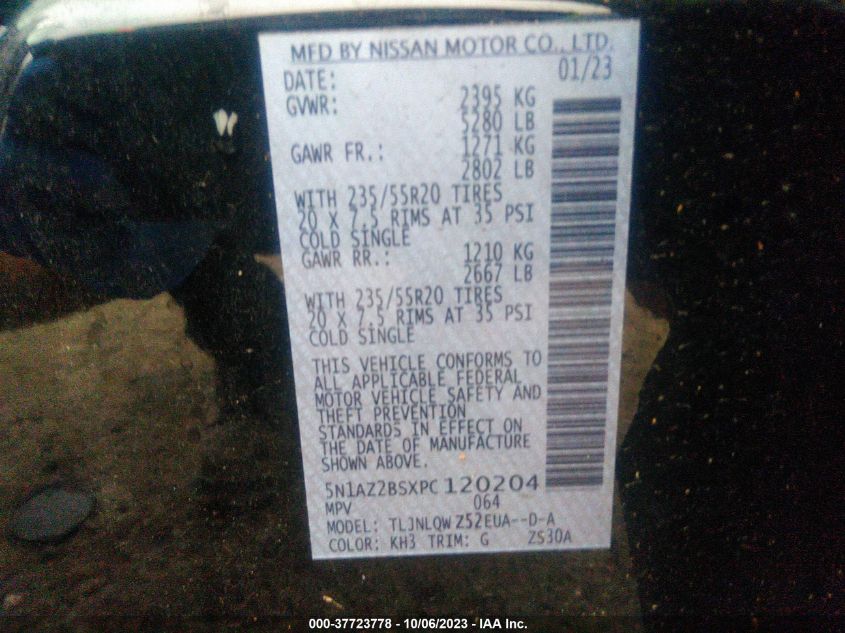 MFD BY NISSAN MOTOR CO., LTD.
DATE: 01/23
GVWR: 2395 KG
5280 LB
GAWR FR.: 1271 KG
2802 LB
WITH 235/55R20 TIRES
20 X 7.5 RIMS AT 35 PSI
COLD SINGLE
GAWR RR.: 1210 KG
2667 LB
WITH 235/55R20 TIRES
20 X 7.5 RIMS AT 35 PSI
COLD SINGLE
THIS VEHICLE CONFORMS TO
ALL APPLICABLE FEDERAL
MOTOR VEHICLE SAFETY AND
THEFT PREVENTION
STANDARDS IN EFFECT ON
THE DATE OF MANUFACTURE
SHOWN ABOVE.
5N1AZ2BSXPC120204
MPV 064
MODEL: TLJNLQWZ52EUA--D-A
COLOR: KH3 TRIM: G ZS30A
000-37723778 - 10/06/2023 - IAA Inc.